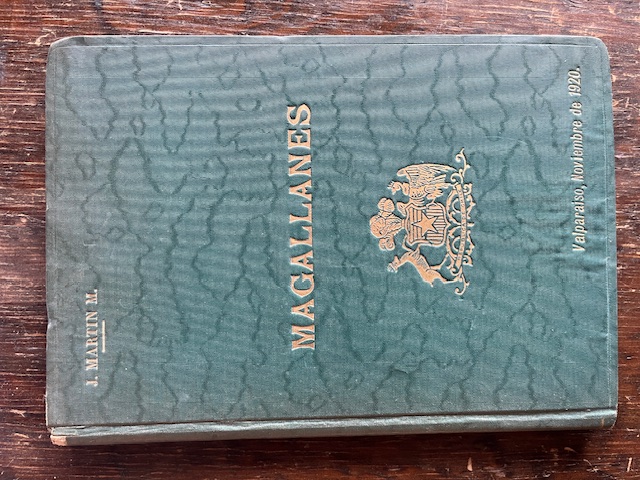 J. MARTIN M.
MAGALLANES
Valparaiso, Noviembre de 1920.